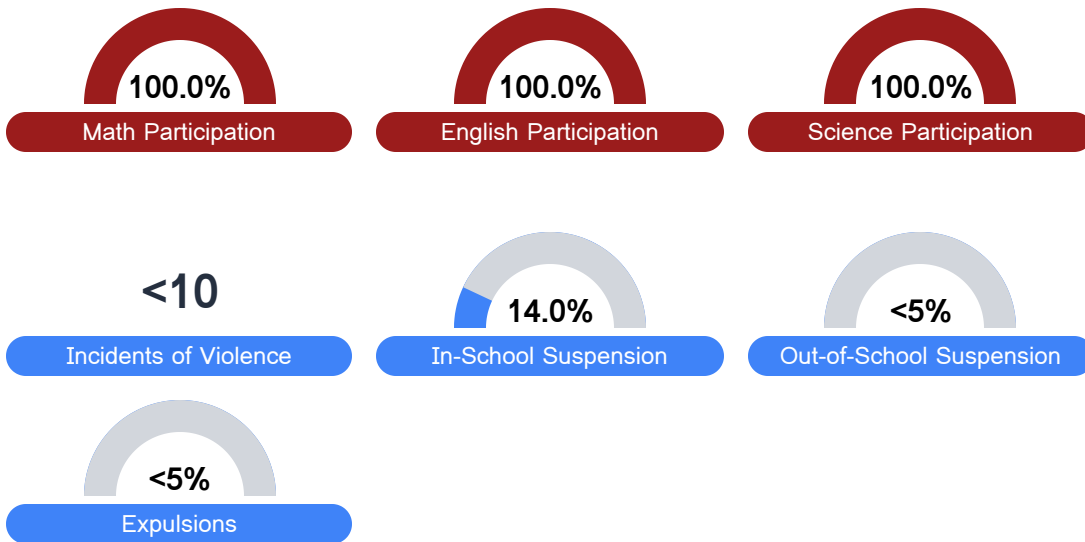 100.0%
Math Participation
100.0%
English Participation
100.0%
Science Participation
<10
Incidents of Violence
14.0%
In-School Suspension
<5%
Out-of-School Suspension
<5%
Expulsions